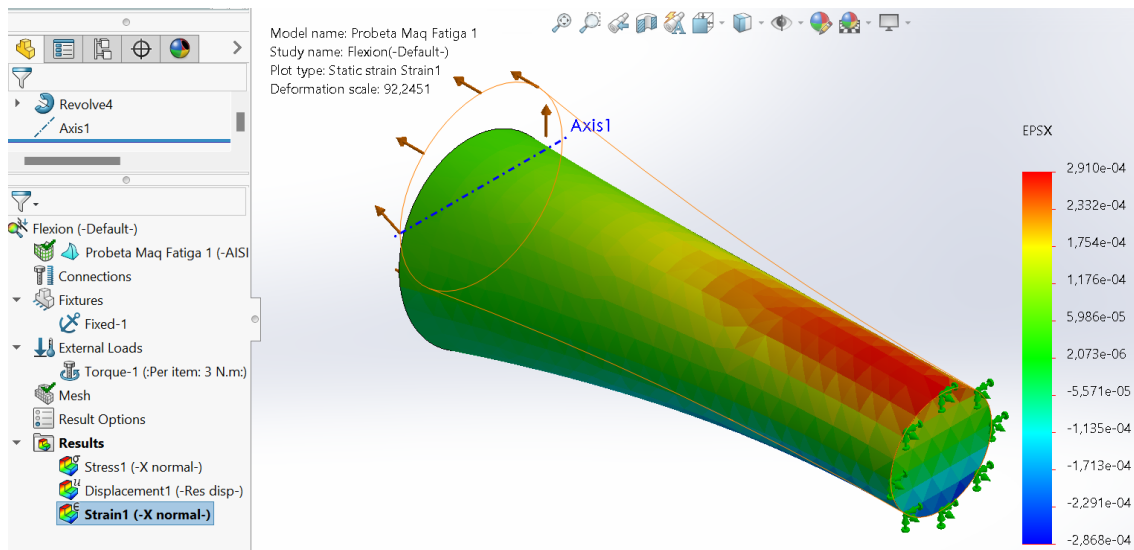 Revolve4
Axis1
Flexion (-Default-)
Probeta Maq Fatiga 1 (-AISI
Connections
Fixtures
Fixed-1
External Loads
Torque-1 (:Per item: 3 N.m:)
Mesh
Result Options
Results
Stress1 (-X normal-)
Displacement1 (-Res disp-)
Strain1 (-X normal-)
Model name: Probeta Maq Fatiga 1
Study name: Flexion(-Default-)
Plot type: Static strain Strain1
Deformation scale: 92,2451
Axis1
EPSX
2,910e-04
2,332e-04
1,754e-04
1,176e-04
5,986e-05
2,073e-06
-5,571e-05
-1,135e-04
-1,713e-04
-2,291e-04
-2,868e-04